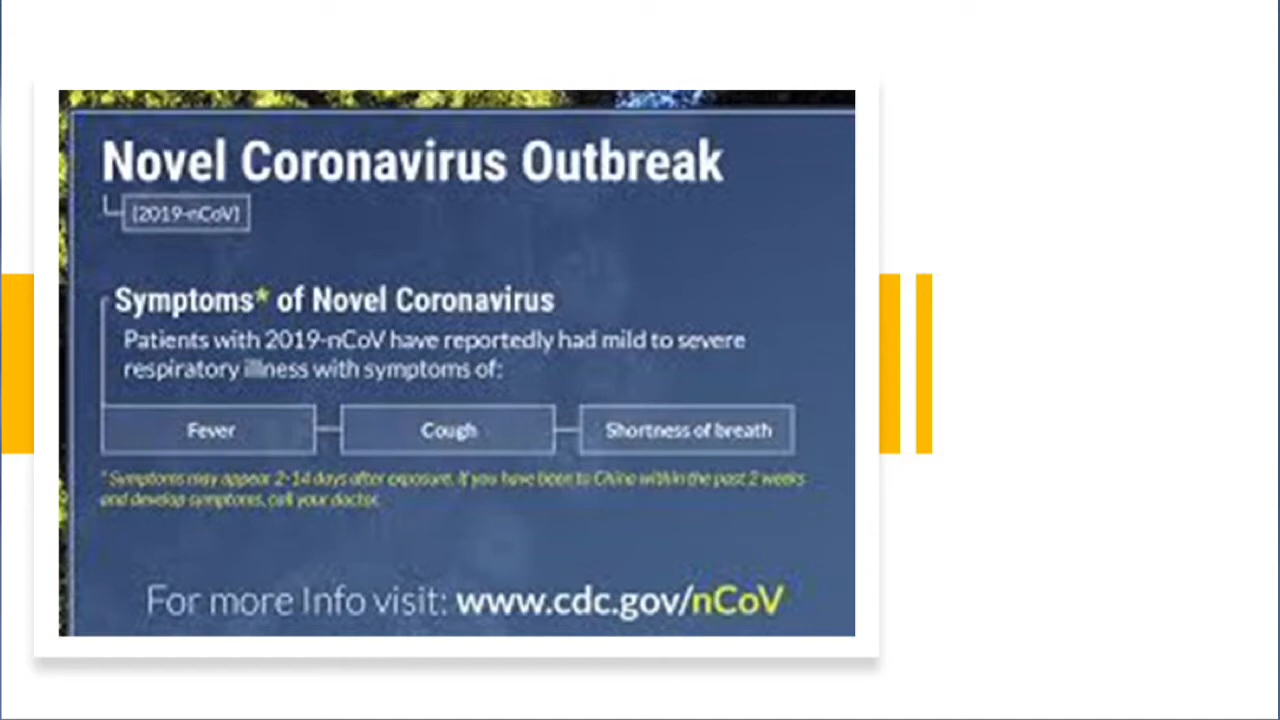 Novel Coronavirus Outbreak
(2019-nCoV)
Symptoms* of Novel Coronavirus
Patients with 2019-nCoV have reportedly had mild to severe
respiratory illness with symptoms of:
Fever Cough Shortness of breath
* Symptoms may appear 2-14 days after exposure. If you have been to China within the past 2 weeks
and develop symptoms, call your doctor.
For more Info visit: www.cdc.gov/nCoV